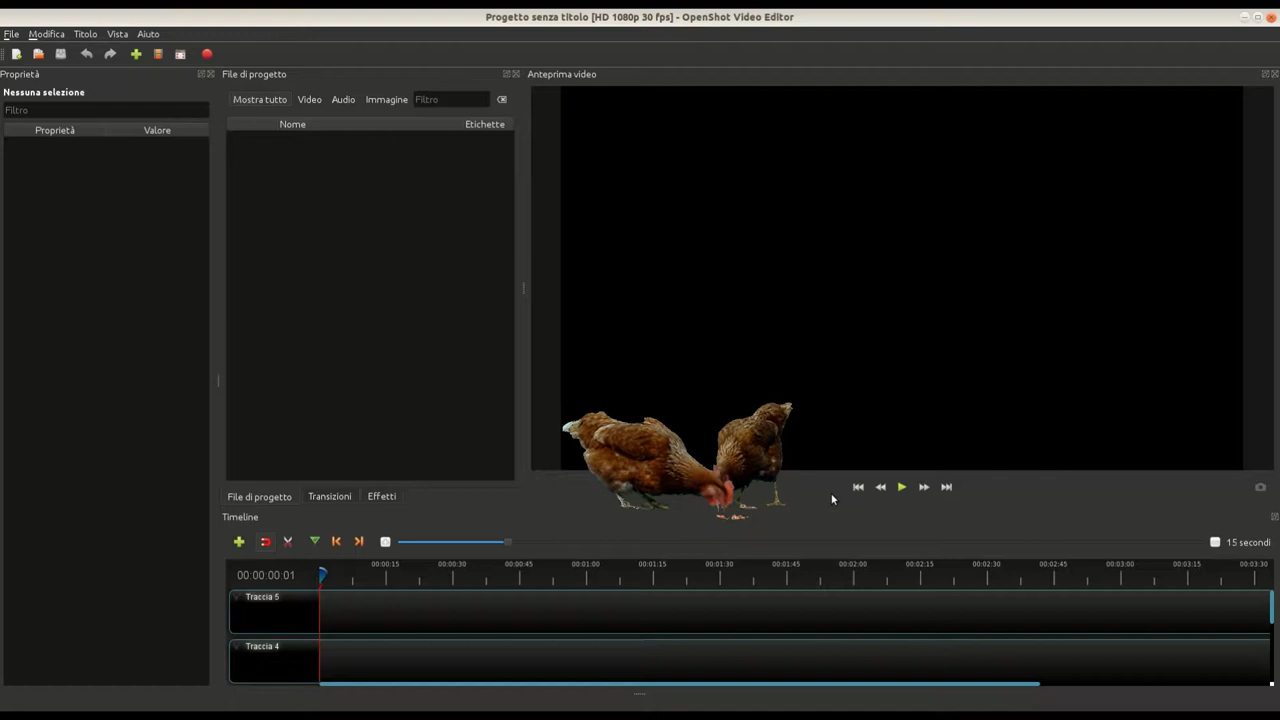 Progetto senza titolo [HD 1080p 30 fps] - OpenShot Video Editor
File Modifica Titolo Vista Aiuto
Proprietà
File di progetto
Anteprima video
Nessuna selezione
Filtro
Mostra tutto Video Audio Immagine Filtro
Proprietà Valore
Nome Etichette
File di progetto Transizioni Effetti
Timeline
15 secondi
00:00:00:01
00:00:15 00:00:30 00:00:45 00:01:00 00:01:15 00:01:30 00:01:45 00:02:00 00:02:15 00:02:30 00:02:45 00:03:00 00:03:15 00:03:30
Traccia 5
Traccia 4